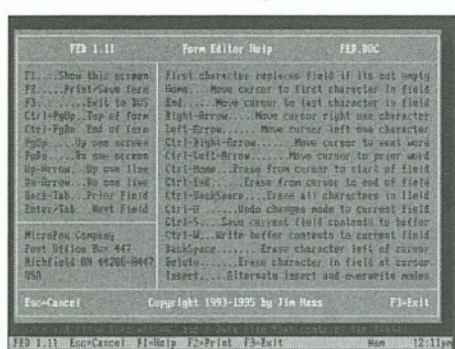 FED 1.11 Form Editor Help FED.DOC
F1....Show this screen
F2.....Print/Save form
F3.........Exit to DOS
Ctrl-PgUp..Top of form
Ctrl-PgDn..End of form
PgUp.....Up one screen
PgDn.....Dn one screen
Up-Arrow...Up one line
Dn-Arrow...Dn one line
Back-Tab...Prior Field
Enter/Tab...Next Field
MicroFox Company
Post Office Box 447
Richfield OH 44286-0447
USA
First character replaces field if its not empty
Home....Move cursor to first character in field
End......Move cursor to last character in field
Right-Arrow......Move cursor right one character
Left-Arrow........Move cursor left one character
Ctrl-Right-Arrow.......Move cursor to next word
Ctrl-Left-Arrow.......Move cursor to prior word
Ctrl-Home...Erase from cursor to start of field
Ctrl-End......Erase from cursor to end of field
Ctrl-BackSpace....Erase all characters in field
Ctrl-U......Undo changes made to current field
Ctrl-S......Save current field contents to buffer
Ctrl-W...Write buffer contents to current field
BackSpace......Erase character left of cursor
Delete......Erase character in field at cursor
Insert.....Alternate insert and overwrite modes
Esc=Cancel Copyright 1993-1995 by Jim Hass F3=Exit
FED 1.11 Esc=Cancel F1=Help F2=Print F3=Exit Num 12:11pm